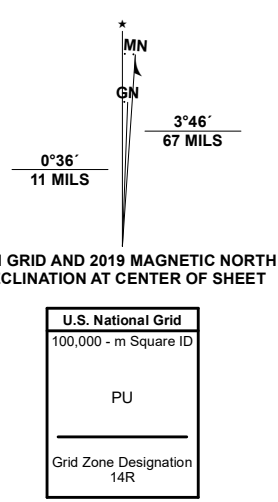 ★
MN
GN
3°46´
67 MILS
0°36´
11 MILS
GRID AND 2019 MAGNETIC NORTH
CLINATION AT CENTER OF SHEET
U.S. National Grid
100,000 - m Square ID
PU
Grid Zone Designation
14R